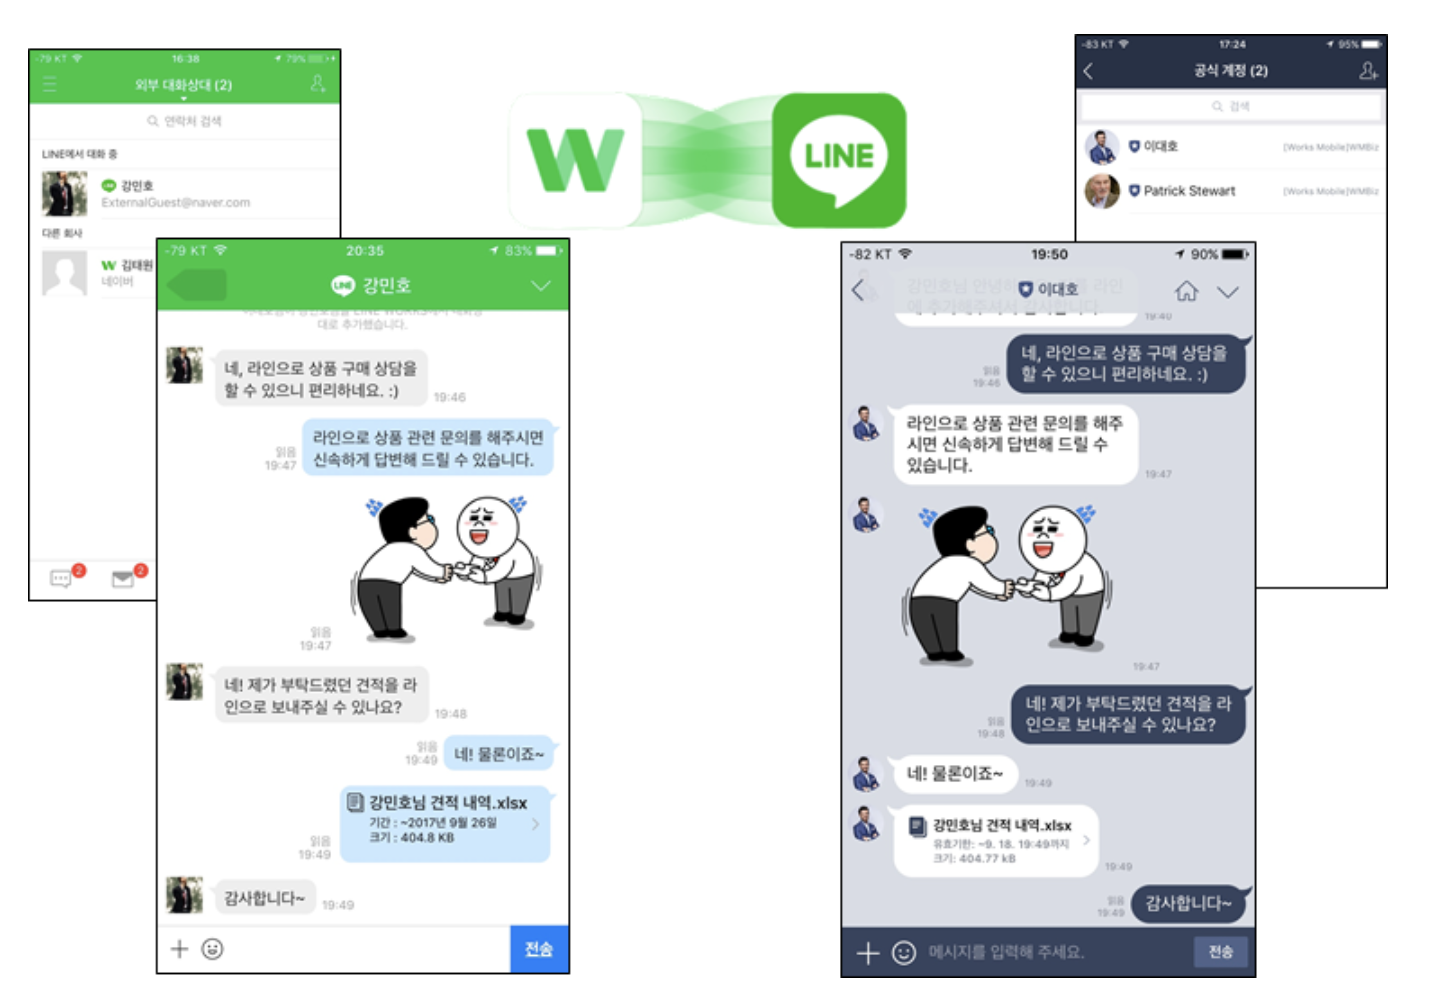 -79 KT
16:38
79%
외부 대화상대 (2)
연락처 검색
LINE에서 대화 중
강민호
ExternalGuest@naver.com
다른 회사
W 김태원
네이버
2
2
-79 KT
20:35
83%
LINE 강민호
대로 추가했습니다.
네, 라인으로 상품 구매 상담을
할 수 있으니 편리하네요. :)
19:46
라인으로 상품 관련 문의를 해주시면
신속하게 답변해 드릴 수 있습니다.
읽음
19:47
읽음
19:47
네! 제가 부탁드렸던 견적을 라
인으로 보내주실 수 있나요?
19:48
네! 물론이죠~
읽음
19:49
강민호님 견적 내역.xlsx
기간 : ~2017년 9월 26일
크기 : 404.8 KB
읽음
19:49
감사합니다~
19:49
전송
W
LINE
-83 KT
17:24
95%
공식 계정 (2)
검색
이대호
[Works Mobile]WMBiz
Patrick Stewart
[Works Mobile]WMBiz
-82 KT
19:50
90%
이대호
에 추가해주셔서 감사합니다.
19:40
네, 라인으로 상품 구매 상담을
할 수 있으니 편리하네요. :)
읽음
19:46
라인으로 상품 관련 문의를 해주
시면 신속하게 답변해 드릴 수
있습니다.
19:47
19:47
네! 제가 부탁드렸던 견적을 라
인으로 보내주실 수 있나요?
읽음
19:48
네! 물론이죠~
19:49
강민호님 견적 내역.xlsx
유효기한: ~9. 18. 19:49까지
크기: 404.77 kB
19:49
감사합니다~
읽음
19:49
메시지를 입력해 주세요.
전송